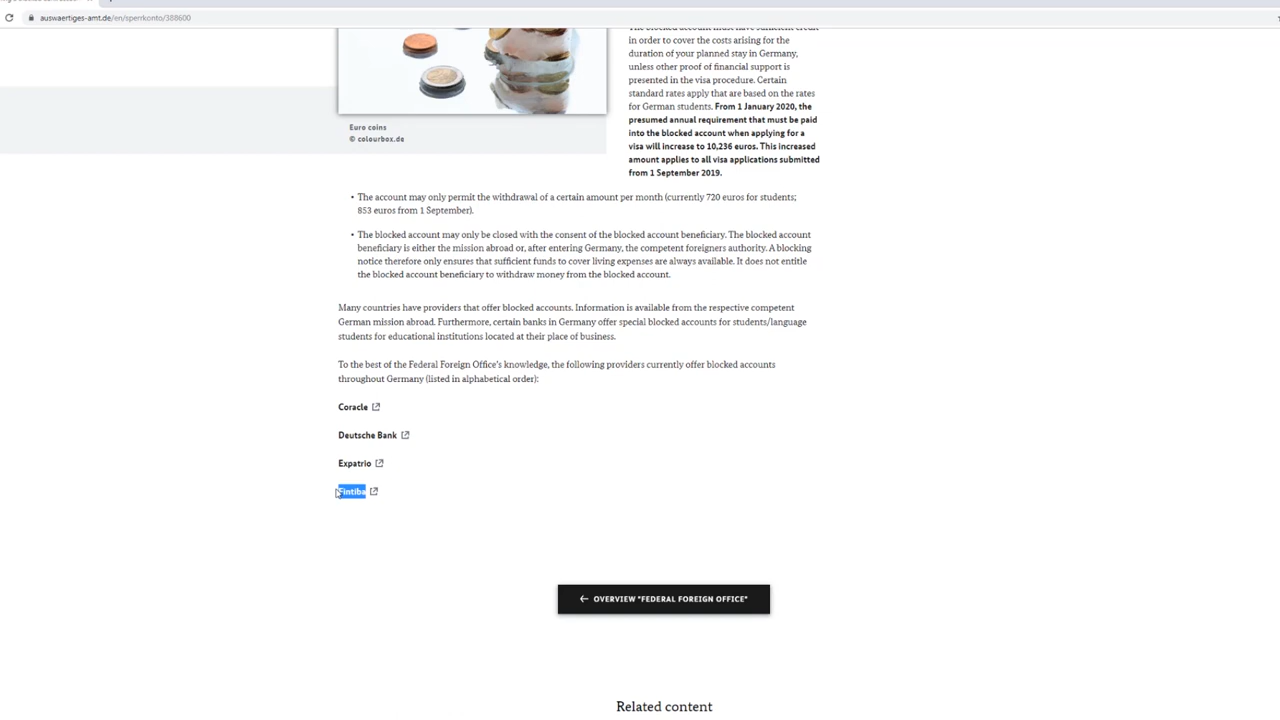 auswaertiges-amt.de/en/sperrkonto/388600
The blocked account must have sufficient credit
in order to cover the costs arising for the
duration of your planned stay in Germany,
unless other proof of financial support is
presented in the visa procedure. Certain
standard rates apply that are based on the rates
for German students. From 1 January 2020, the
presumed annual requirement that must be paid
into the blocked account when applying for a
visa will increase to 10,236 euros. This increased
amount applies to all visa applications submitted
from 1 September 2019.
Euro coins
© colourbox.de
• The account may only permit the withdrawal of a certain amount per month (currently 720 euros for students;
853 euros from 1 September).
• The blocked account may only be closed with the consent of the blocked account beneficiary. The blocked account
beneficiary is either the mission abroad or, after entering Germany, the competent foreigners authority. A blocking
notice therefore only ensures that sufficient funds to cover living expenses are always available. It does not entitle
the blocked account beneficiary to withdraw money from the blocked account.
Many countries have providers that offer blocked accounts. Information is available from the respective competent
German mission abroad. Furthermore, certain banks in Germany offer special blocked accounts for students/language
students for educational institutions located at their place of business.
To the best of the Federal Foreign Office's knowledge, the following providers currently offer blocked accounts
throughout Germany (listed in alphabetical order):
Coracle
Deutsche Bank
Expatrio
Fintiba
← OVERVIEW "FEDERAL FOREIGN OFFICE"
Related content